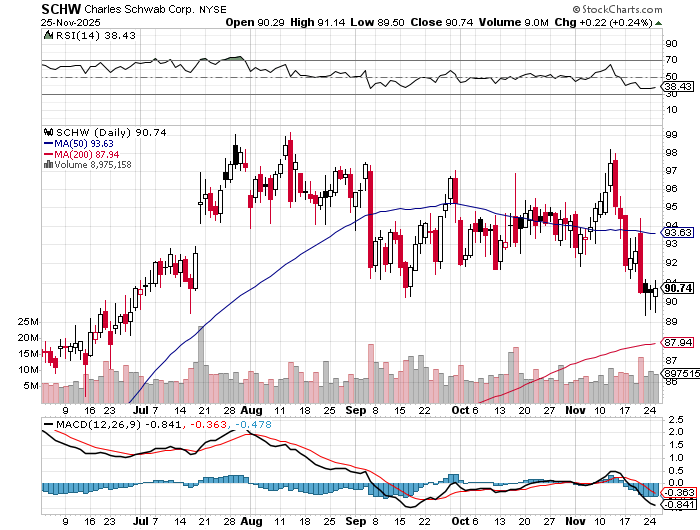 SCHW Charles Schwab Corp. NYSE
© StockCharts.com
25-Nov-2025
Open 90.29 High 91.14 Low 89.50 Close 90.74 Volume 9.0M Chg +0.22 (+0.24%)
RSI(14) 38.43
90
70
50
38.43
30
10
SCHW (Daily) 90.74
MA(50) 93.63
MA(200) 87.94
Volume 8,975,158
99
98
97
96
95
94
93.63
93
92
91
90.74
90
89
87.94
87
8975158
86
25M
20M
15M
10M
5M
9 16 23 Jul 7 14 21 28 Aug 11 18 25 Sep 8 15 22 Oct 6 13 20 27 Nov 10 17 24
MACD(12,26,9) -0.841, -0.363, -0.478
2.5
2.0
1.5
1.0
0.5
0.0
-0.363
-0.841
9 16 23 Jul 7 14 21 28 Aug 11 18 25 Sep 8 15 22 Oct 6 13 20 27 Nov 10 17 24